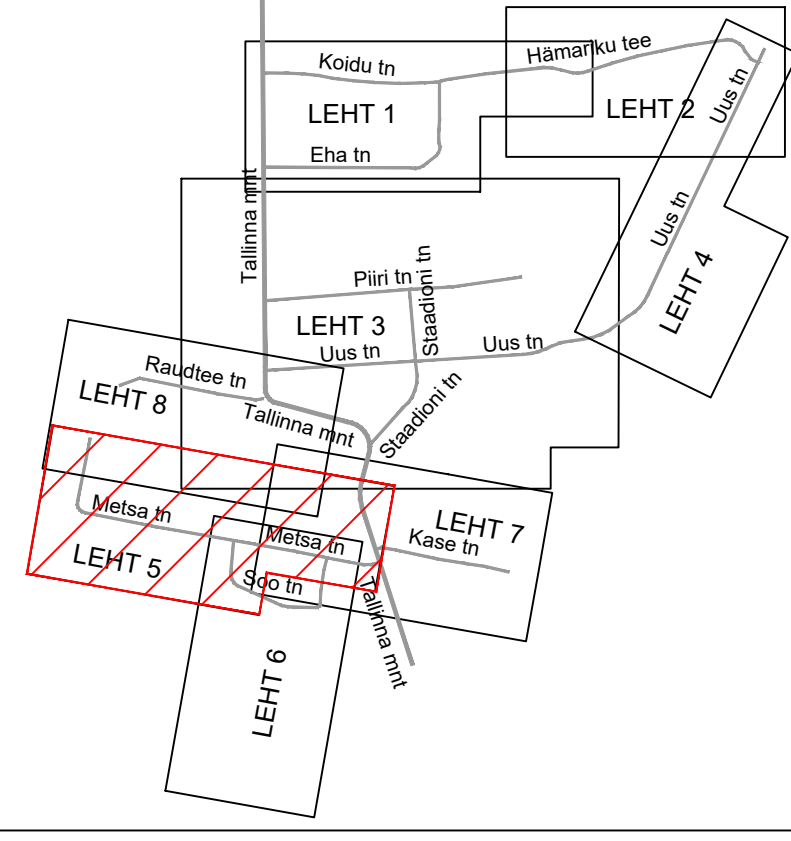 Koidu tn
Hämariku tee
LEHT 1
LEHT 2
Uus tn
Eha tn
Tallinna mnt
Uus tn
Piiri tn
Staadioni tn
LEHT 4
LEHT 3
Uus tn
Uus tn
Raudtee tn
LEHT 8
Tallinna mnt
Staadioni tn
Metsa tn
LEHT 7
Metsa tn
Kase tn
LEHT 5
Soo tn
Tallinna mnt
LEHT 6